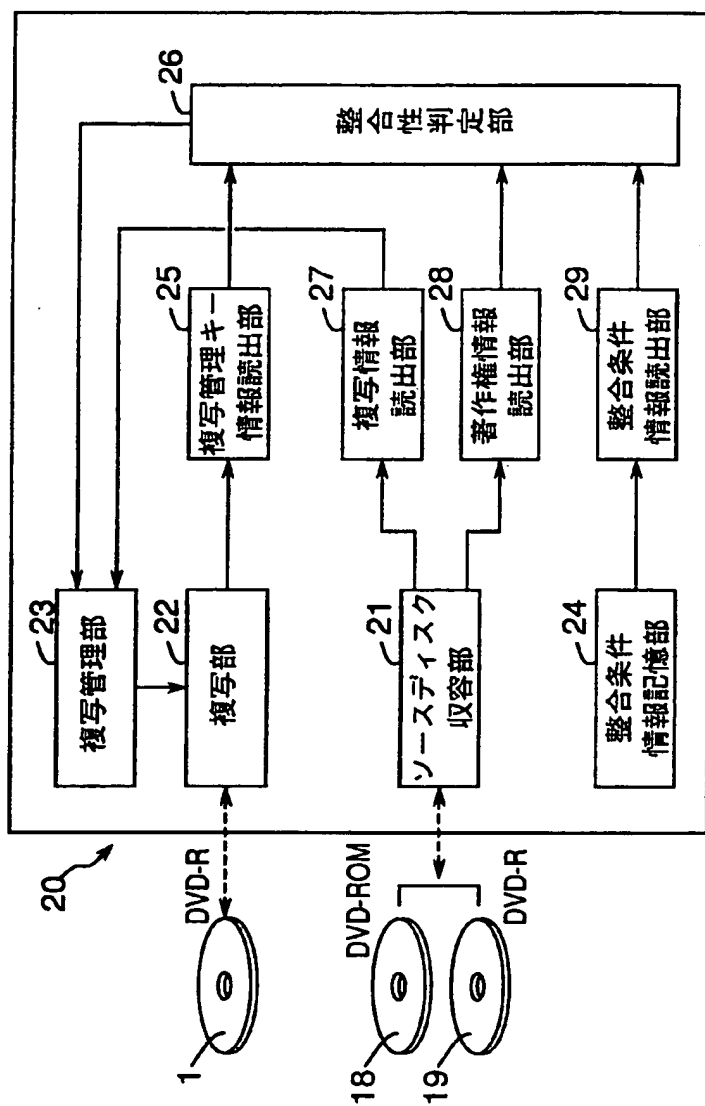 20
23
複写管理部
22
複写部
25
複写管理キー
情報読出部
26
整合性判定部
27
複写情報
読出部
28
著作権情報
読出部
21
ソースディスク
収容部
24
整合条件
情報記憶部
29
整合条件
情報読出部
DVD-R
1
DVD-ROM
18
DVD-R
19